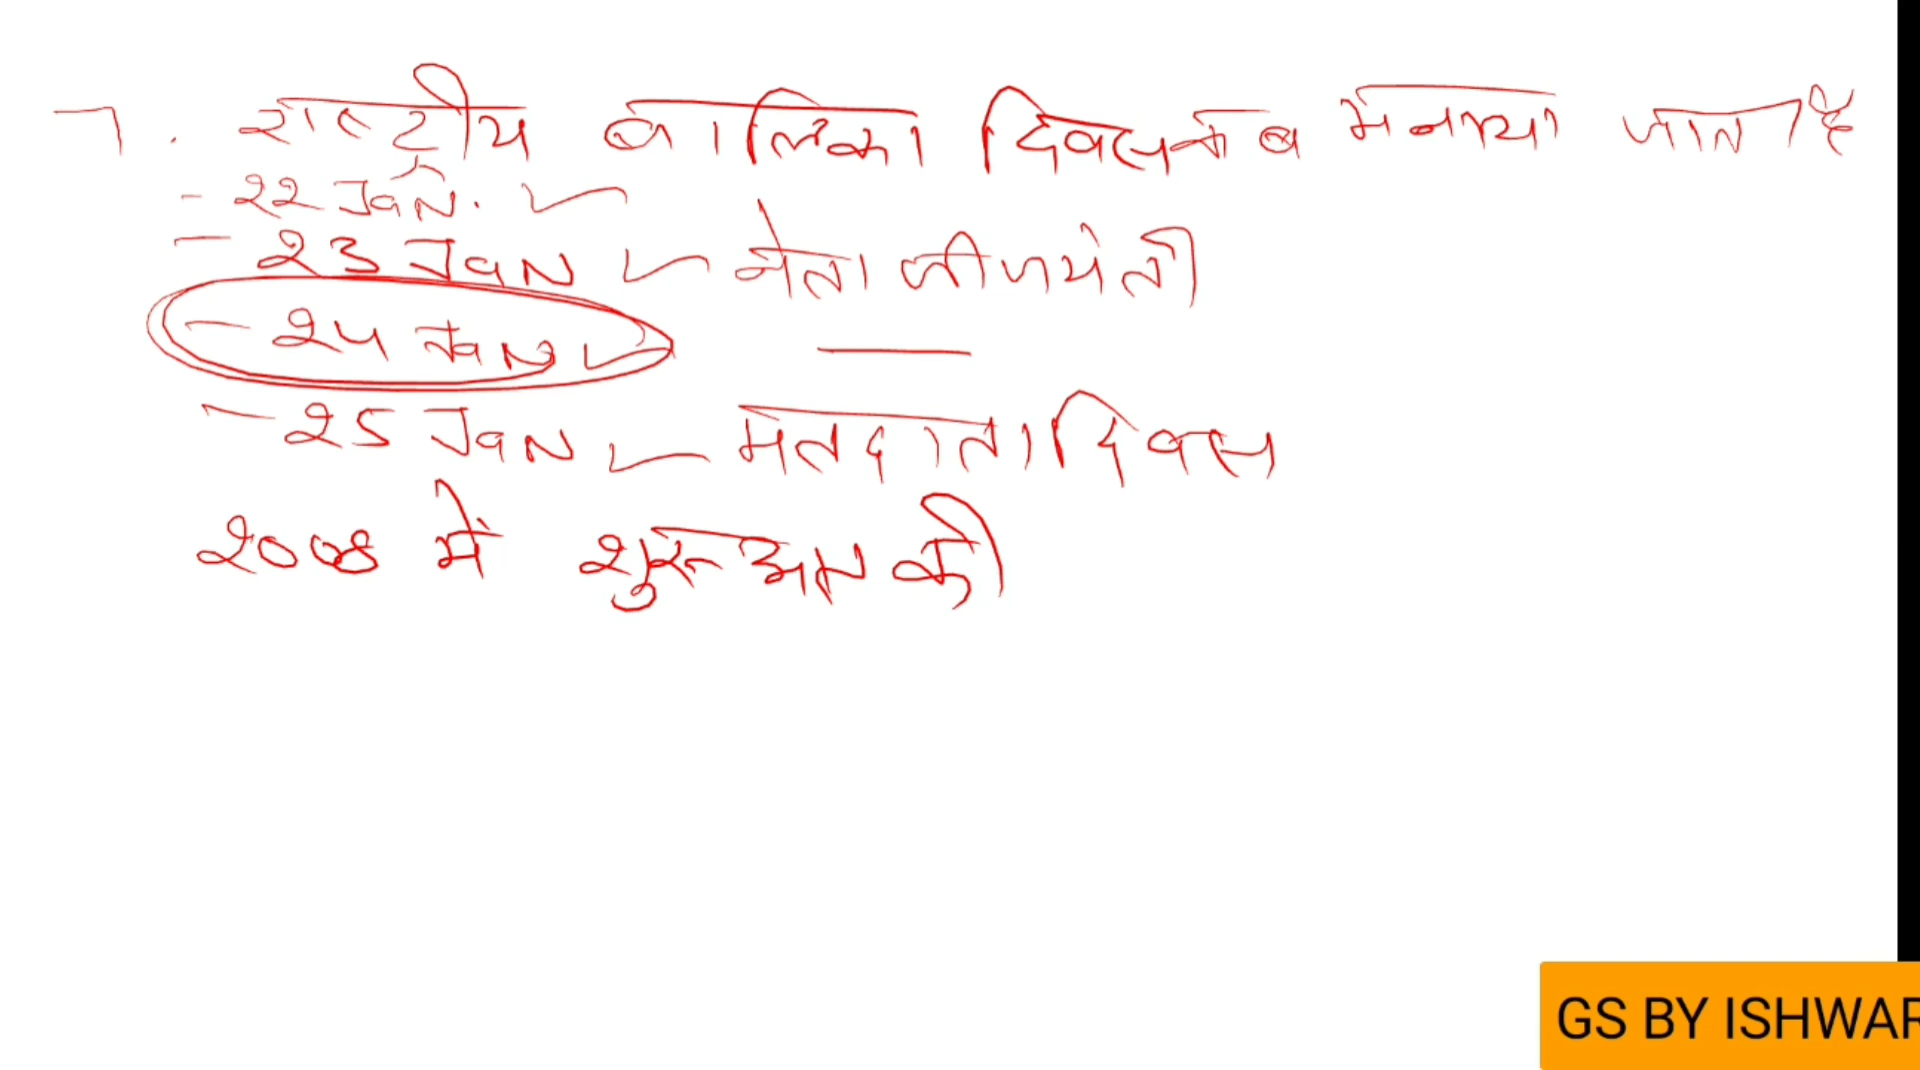 7. राष्ट्रीय बालिका दिवस कब मनाया जाता है
- 22 Jan.
- 23 Jan नेता जी जयंती
- 24 Jan
- 25 Jan मतदाता दिवस
2008 में शुरूआत की
GS BY ISHWAR